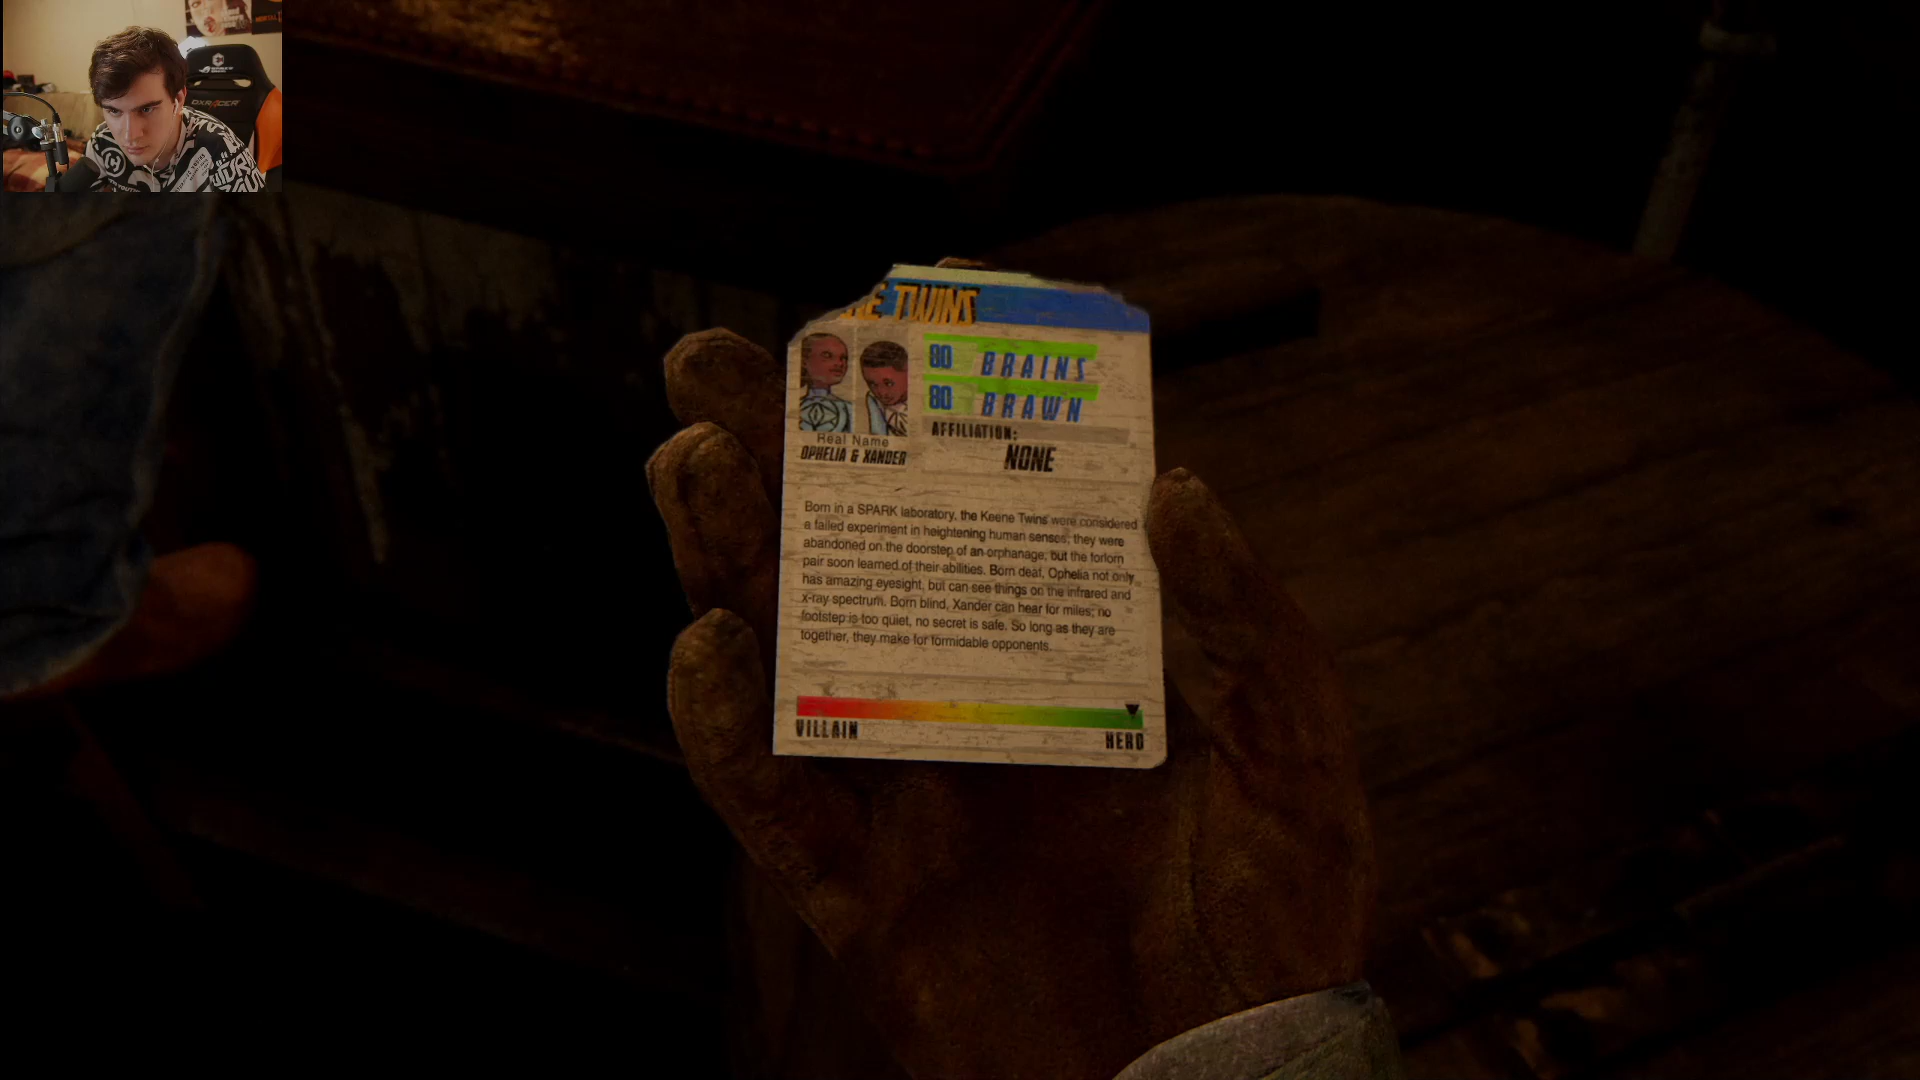 DXRACER
NE TWINS
80 BRAINS
80 BRAWN
AFFILIATION:
NONE
Real Name
OPHELIA & XANDER
Born in a SPARK laboratory, the Keene Twins were considered
a failed experiment in heightening human senses; they were
abandoned on the doorstep of an orphanage, but the forlorn
pair soon learned of their abilities. Born deaf, Ophelia not only
has amazing eyesight, but can see things on the infrared and
x-ray spectrum. Born blind, Xander can hear for miles; no
footstep is too quiet, no secret is safe. So long as they are
together, they make for formidable opponents.
VILLAIN
HERO